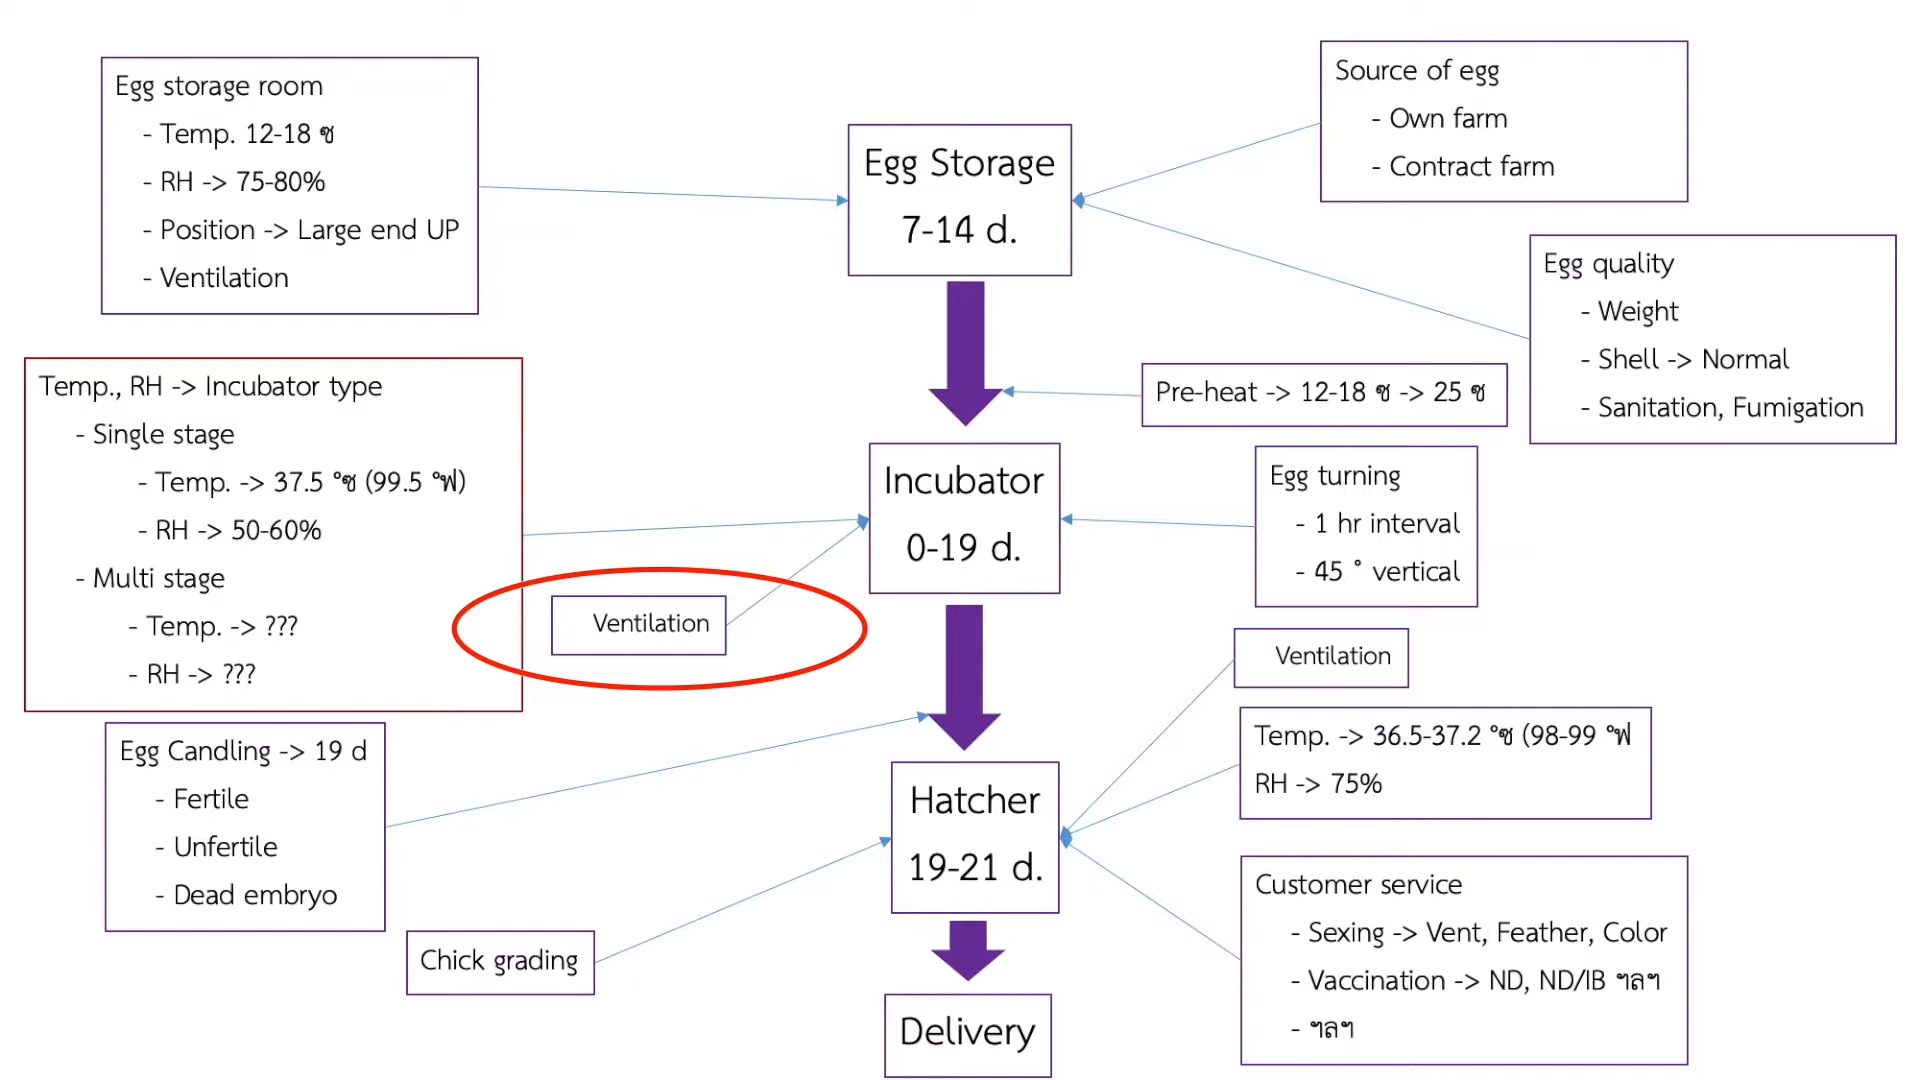 Egg storage room
- Temp. 12-18 ซ
- RH -> 75-80%
- Position -> Large end UP
- Ventilation
Egg Storage
7-14 d.
Source of egg
- Own farm
- Contract farm
Egg quality
- Weight
- Shell -> Normal
- Sanitation, Fumigation
Pre-heat -> 12-18 ซ -> 25 ซ
Temp., RH -> Incubator type
- Single stage
- Temp. -> 37.5 °ซ (99.5 °ฟ)
- RH -> 50-60%
- Multi stage
- Temp. -> ???
- RH -> ???
Ventilation
Incubator
0-19 d.
Egg turning
- 1 hr interval
- 45 ° vertical
Ventilation
Temp. -> 36.5-37.2 °ซ (98-99 °ฟ
RH -> 75%
Egg Candling -> 19 d
- Fertile
- Unfertile
- Dead embryo
Hatcher
19-21 d.
Chick grading
Customer service
- Sexing -> Vent, Feather, Color
- Vaccination -> ND, ND/IB ฯลฯ
- ฯลฯ
Delivery